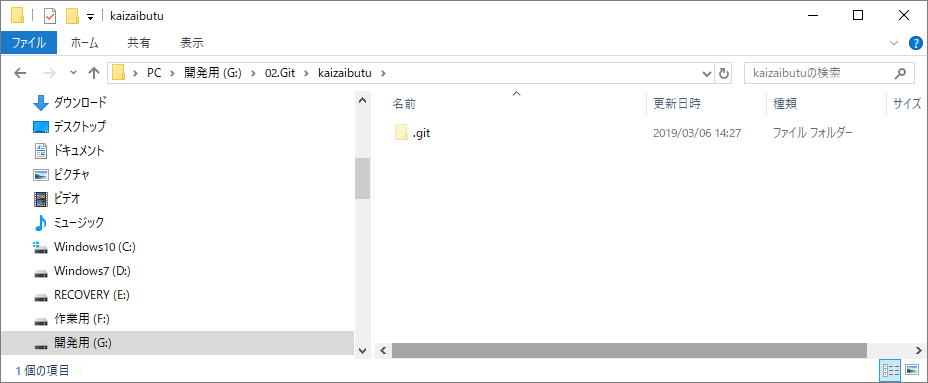 kaizaibutu
ファイル ホーム 共有 表示
PC 開発用 (G:) 02.Git kaizaibutu kaizaibutuの検索
名前 更新日時 種類 サイズ
.git 2019/03/06 14:27 ファイル フォルダー
ダウンロード
デスクトップ
ドキュメント
ピクチャ
ビデオ
ミュージック
Windows10 (C:)
Windows7 (D:)
RECOVERY (E:)
作業用 (F:)
開発用 (G:)
1 個の項目